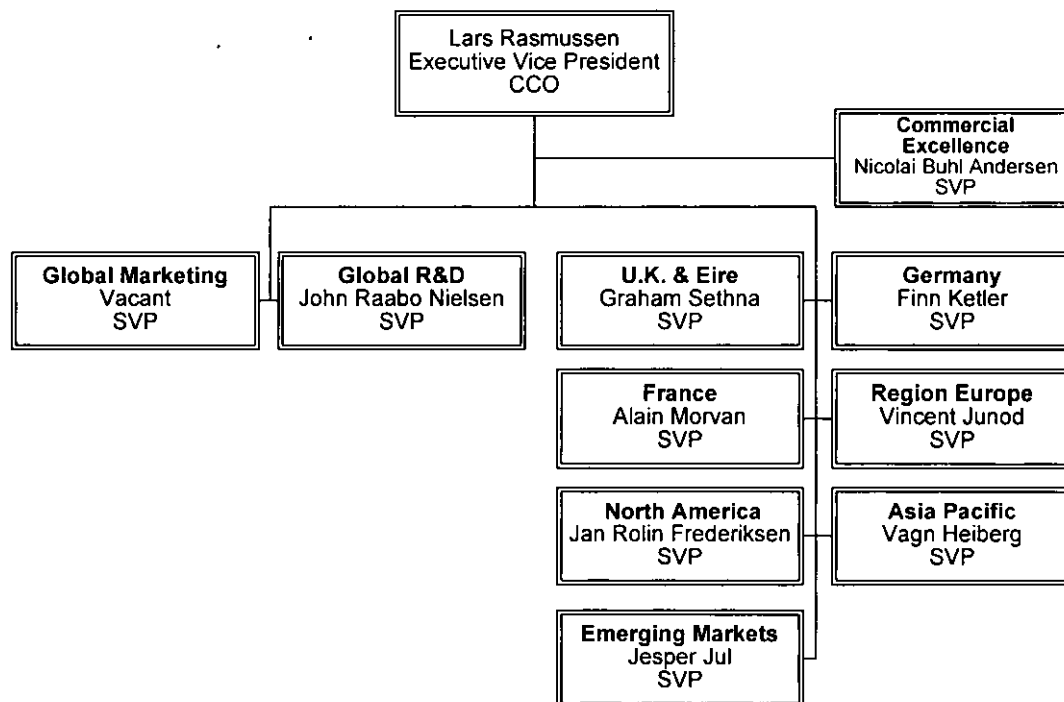 Lars Rasmussen
Executive Vice President
CCO
Commercial
Excellence
Nicolai Buhl Andersen
SVP
Global Marketing
Vacant
SVP
Global R&D
John Raabo Nielsen
SVP
U.K. & Eire
Graham Sethna
SVP
Germany
Finn Ketler
SVP
France
Alain Morvan
SVP
Region Europe
Vincent Junod
SVP
North America
Jan Rolin Frederiksen
SVP
Asia Pacific
Vagn Heiberg
SVP
Emerging Markets
Jesper Jul
SVP